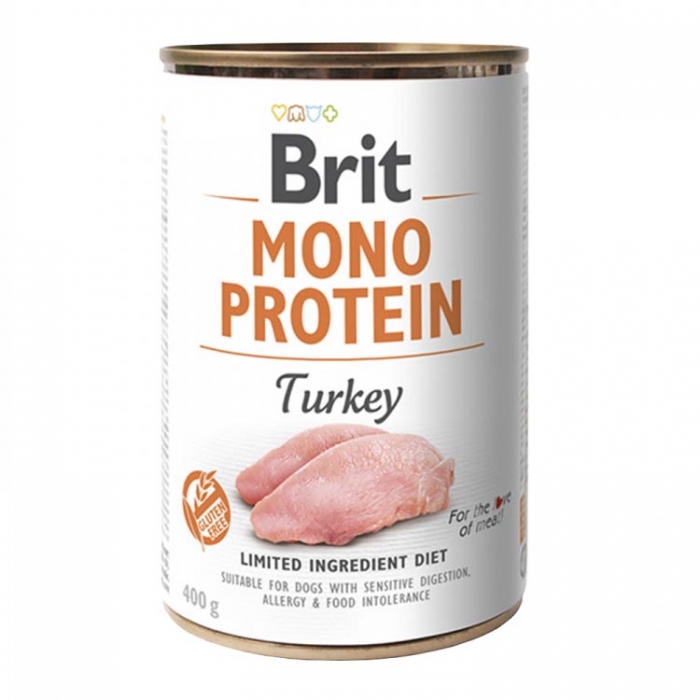 Brit
MONO
PROTEIN
Turkey
GLUTEN
FREE
For the love
of meat!
LIMITED INGREDIENT DIET
SUITABLE FOR DOGS WITH SENSITIVE DIGESTION,
ALLERGY & FOOD INTOLERANCE
400 g